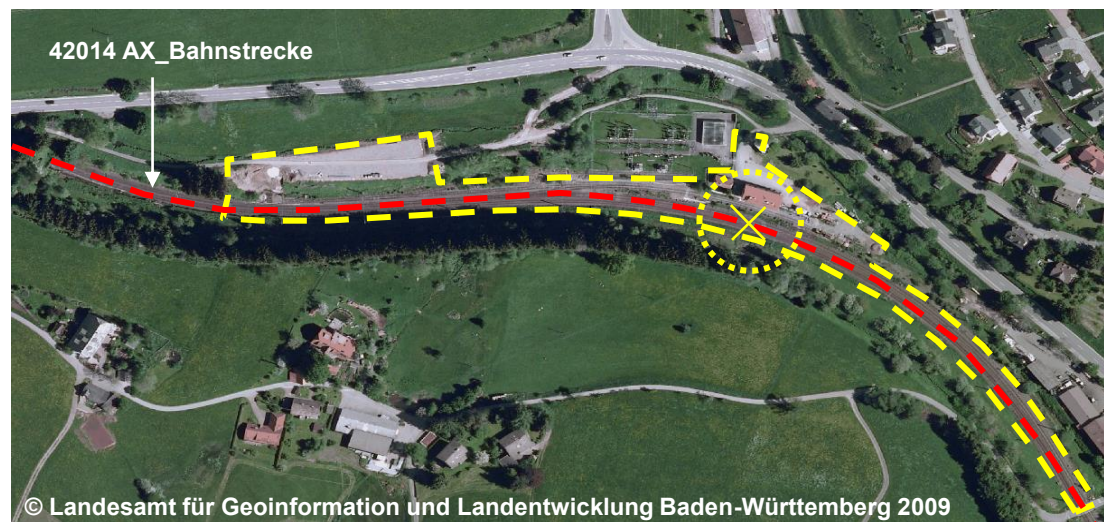 42014 AX_Bahnstrecke
© Landesamt für Geoinformation und Landentwicklung Baden-Württemberg 2009